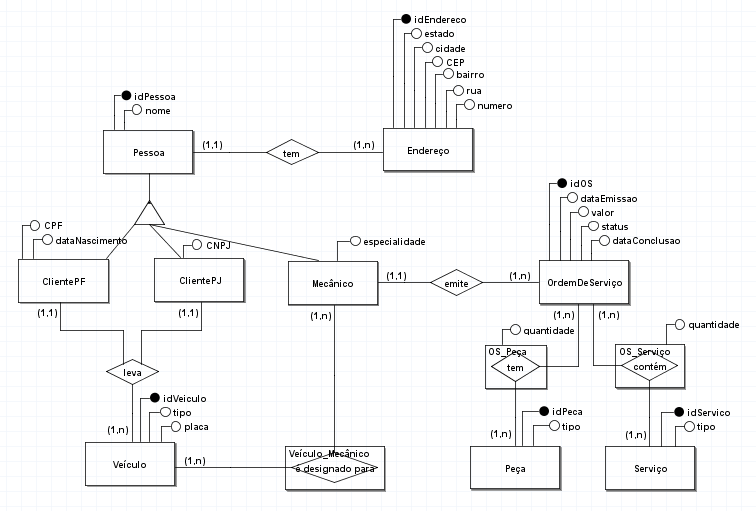 idEndereco
estado
cidade
CEP
bairro
rua
numero
idPessoa
nome
Pessoa
(1,1)
tem
(1,n)
Endereço
CPF
dataNascimento
CNPJ
especialidade
idOS
dataEmissao
valor
status
dataConclusao
ClientePF
ClientePJ
Mecânico
(1,1)
emite
(1,n)
OrdemDeServiço
(1,1)
(1,1)
(1,n)
(1,n)
(1,n)
quantidade
quantidade
OS_Peça
tem
OS_Serviço
contém
leva
idVeiculo
tipo
placa
(1,n)
idPeca
tipo
(1,n)
idServico
tipo
(1,n)
Veículo
(1,n)
Veículo_Mecânico
é designado para
Peça
Serviço